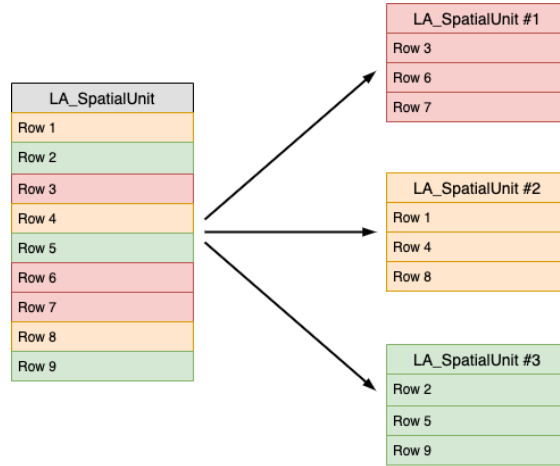 LA_SpatialUnit
Row 1
Row 2
Row 3
Row 4
Row 5
Row 6
Row 7
Row 8
Row 9
LA_SpatialUnit #1
Row 3
Row 6
Row 7
LA_SpatialUnit #2
Row 1
Row 4
Row 8
LA_SpatialUnit #3
Row 2
Row 5
Row 9